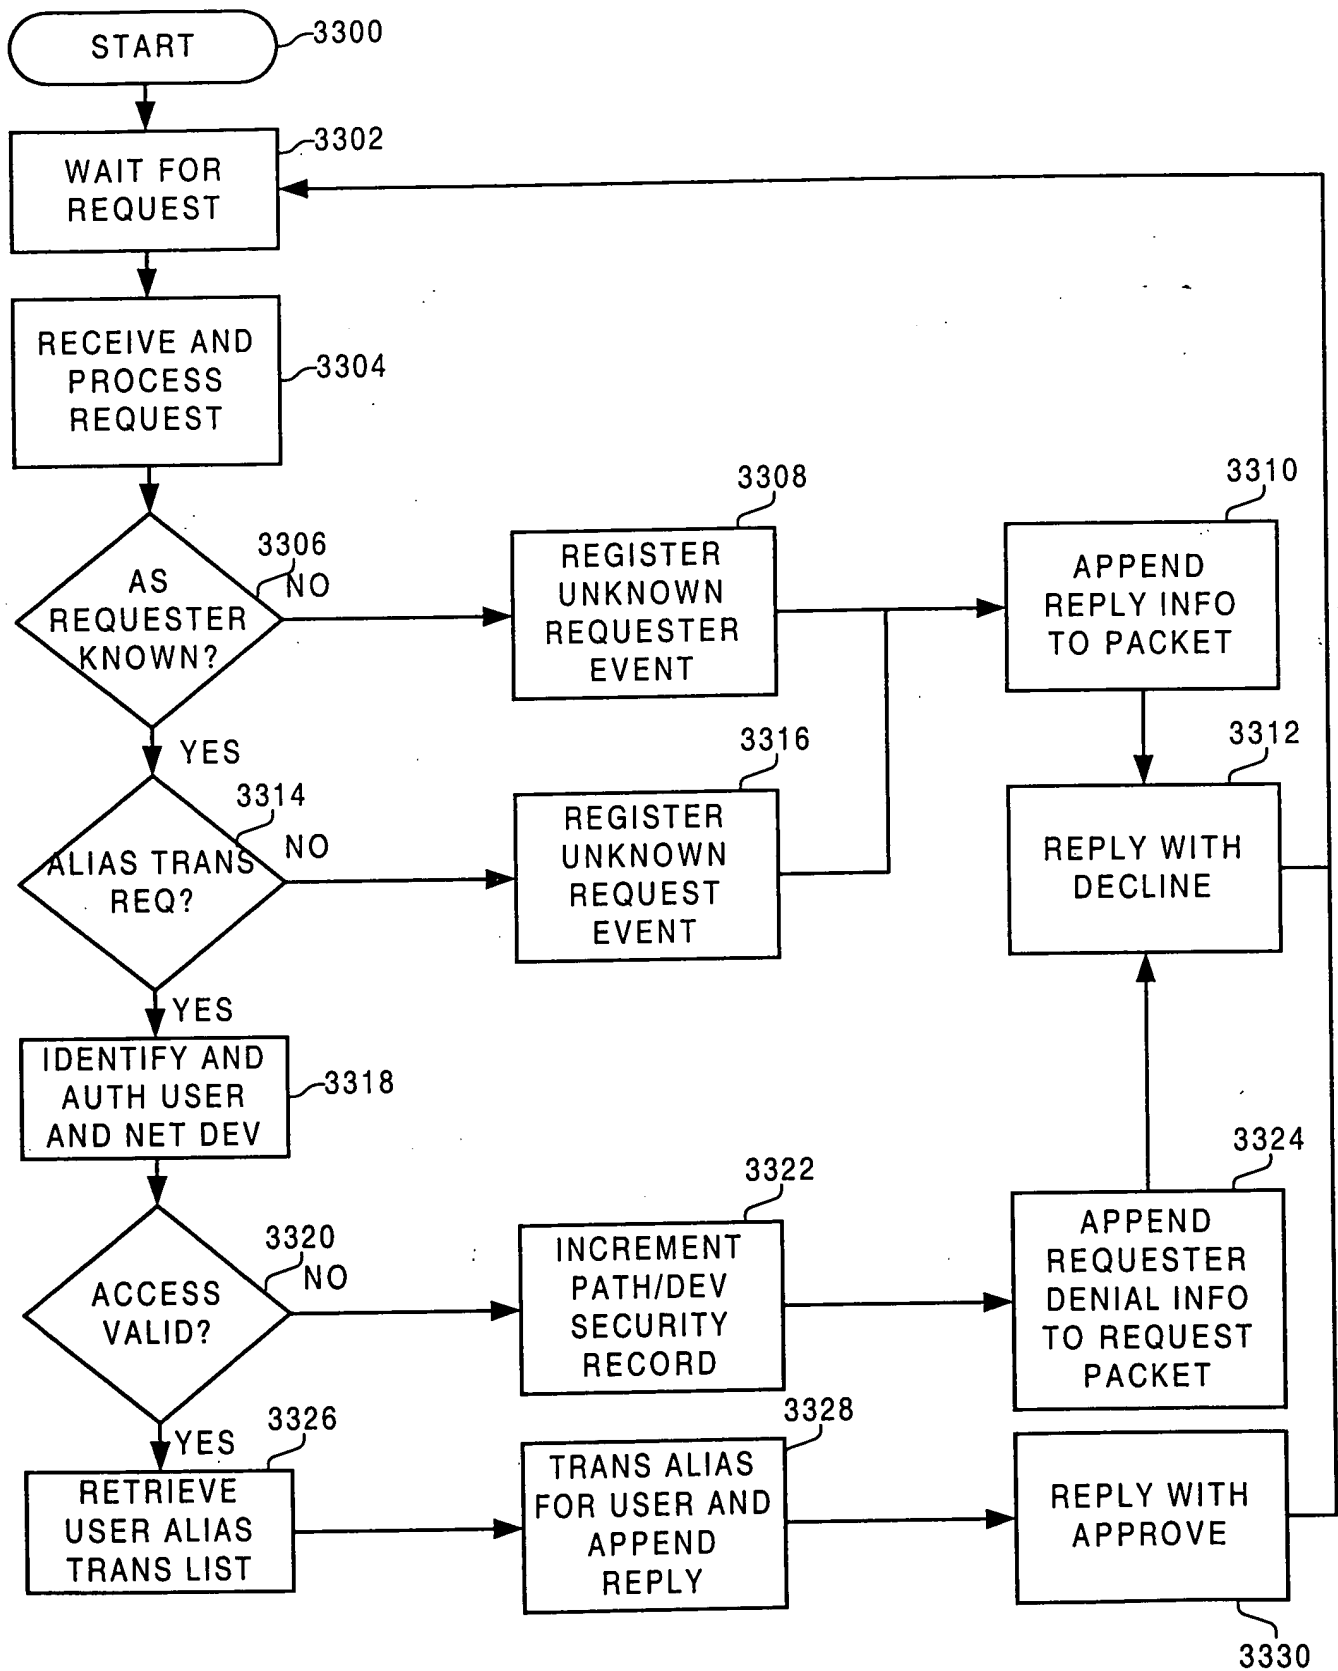 START
3300
3302
WAIT FOR
REQUEST
RECEIVE AND
PROCESS
REQUEST
3304
3306
AS
REQUESTER
KNOWN?
NO
3308
REGISTER
UNKNOWN
REQUESTER
EVENT
3310
APPEND
REPLY INFO
TO PACKET
YES
3314
ALIAS TRANS
REQ?
NO
3316
REGISTER
UNKNOWN
REQUEST
EVENT
3312
REPLY WITH
DECLINE
YES
IDENTIFY AND
AUTH USER
AND NET DEV
3318
3320
ACCESS
VALID?
NO
3322
INCREMENT
PATH/DEV
SECURITY
RECORD
3324
APPEND
REQUESTER
DENIAL INFO
TO REQUEST
PACKET
YES
3326
RETRIEVE
USER ALIAS
TRANS LIST
3328
TRANS ALIAS
FOR USER AND
APPEND
REPLY
REPLY WITH
APPROVE
3330